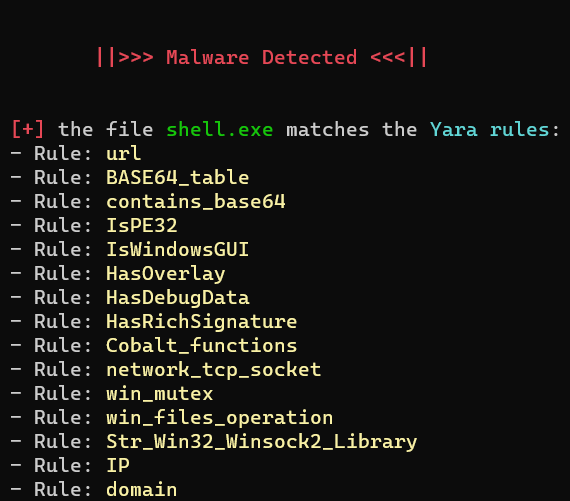 ||>>> Malware Detected <<<||
[+] the file shell.exe matches the Yara rules:
- Rule: url
- Rule: BASE64_table
- Rule: contains_base64
- Rule: IsPE32
- Rule: IsWindowsGUI
- Rule: HasOverlay
- Rule: HasDebugData
- Rule: HasRichSignature
- Rule: Cobalt_functions
- Rule: network_tcp_socket
- Rule: win_mutex
- Rule: win_files_operation
- Rule: Str_Win32_Winsock2_Library
- Rule: IP
- Rule: domain